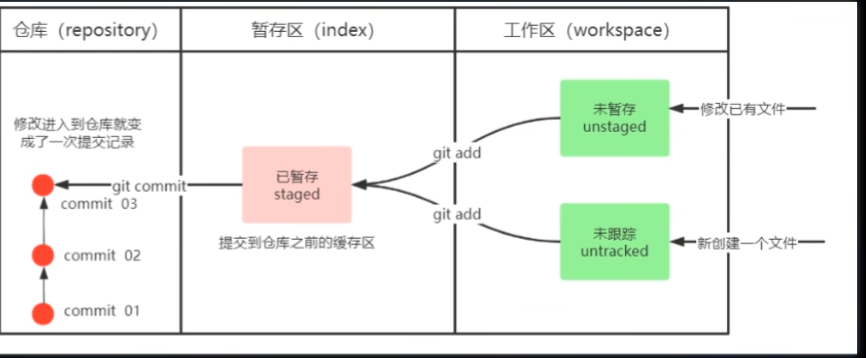 仓库（repository）
暂存区（index）
工作区（workspace）
修改进入到仓库就变
成了一次提交记录
git commit
commit 03
commit 02
commit 01
已暂存
staged
提交到仓库之前的缓存区
git add
git add
未暂存
unstaged
修改已有文件
未跟踪
untracked
新创建一个文件